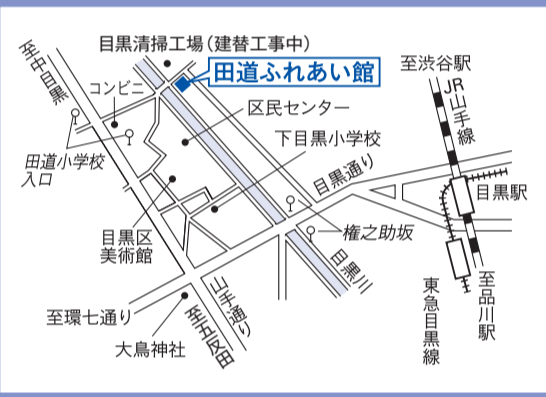 目黒清掃工場(建替工事中)
田道ふれあい館
至中目黒
コンビニ
区民センター
下目黒小学校
田道小学校
入口
目黒区
美術館
目黒通り
権之助坂
目黒川
至渋谷駅
JR山手線
目黒駅
東急目黒線
至品川駅
至環七通り
大鳥神社
山手通り
至五反田